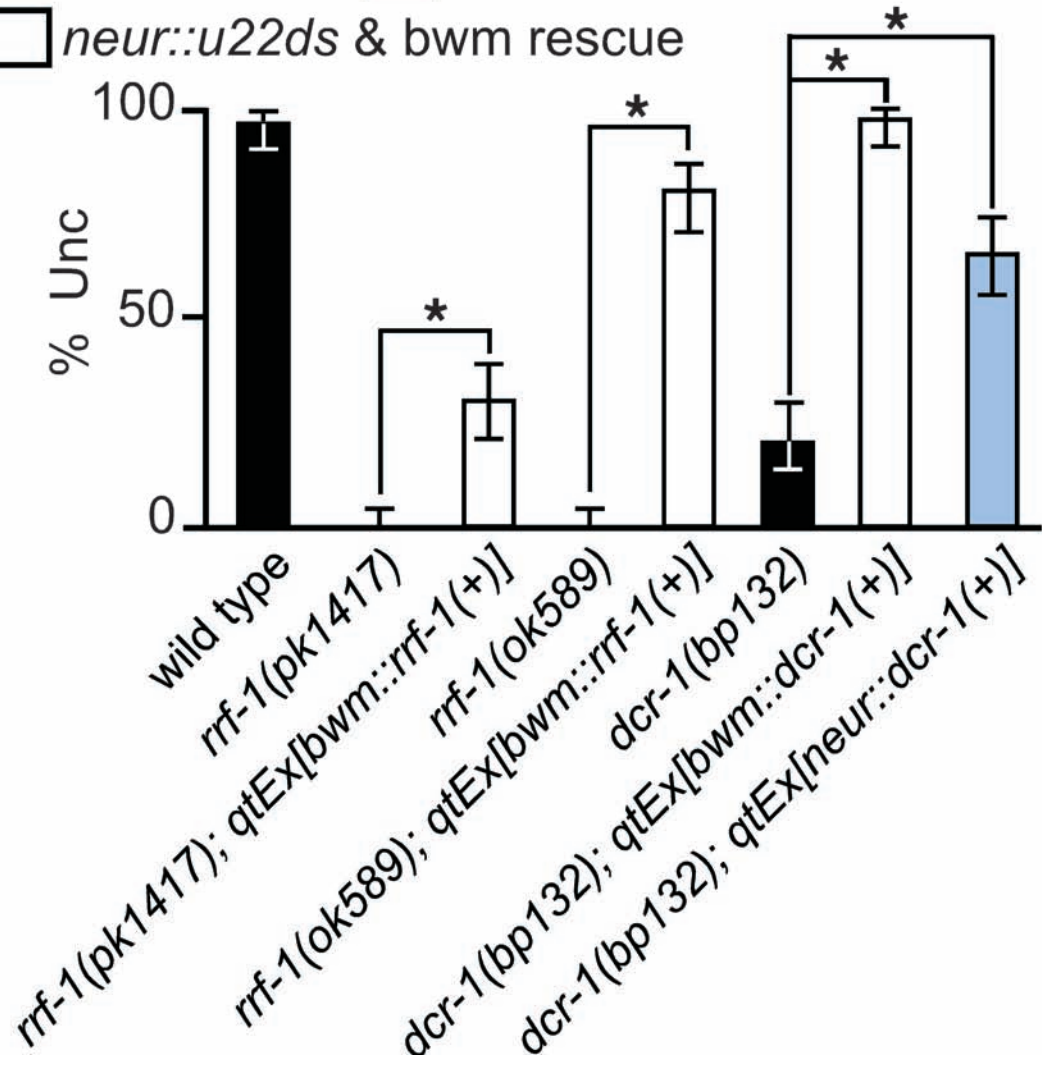 neur::u22ds & bwm rescue
*
*
*
*
100
50
0
% Unc
wild type
rrf-1(pk1417)
rrf-1(pk1417); qtEx[bwm::rrf-1(+)]
rrf-1(ok589)
rrf-1(ok589); qtEx[bwm::rrf-1(+)]
dcr-1(bp132)
dcr-1(bp132); qtEx[bwm::dcr-1(+)]
dcr-1(bp132); qtEx[neur::dcr-1(+)]